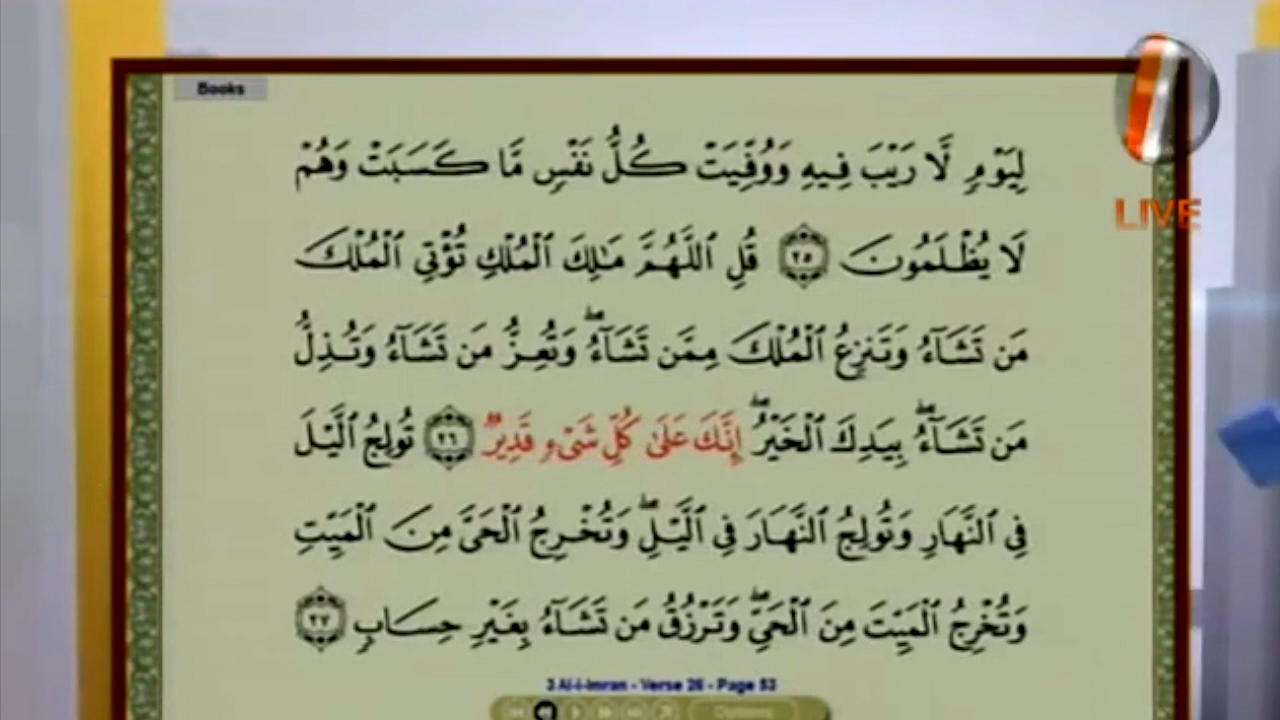 Books
لِيَوْمٍ لَّا رَيْبَ فِيهِ وَوُفِّيَتْ كُلُّ نَفْسٍ مَّا كَسَبَتْ وَهُمْ
لَا يُظْلَمُونَ ٢٥ قُلِ ٱللَّهُمَّ مَـٰلِكَ ٱلْمُلْكِ تُؤْتِى ٱلْمُلْكَ
مَن تَشَآءُ وَتَنزِعُ ٱلْمُلْكَ مِمَّن تَشَآءُۖ وَتُعِزُّ مَن تَشَآءُ وَتُذِلُّ
مَن تَشَآءُۖ بِيَدِكَ ٱلْخَيْرُۖ إِنَّكَ عَلَىٰ كُلِّ شَىْءٍ قَدِيرٌ ٢٦ تُولِجُ ٱلَّيْلَ
فِى ٱلنَّهَارِ وَتُولِجُ ٱلنَّهَارَ فِى ٱلَّيْلِۖ وَتُخْرِجُ ٱلْحَىَّ مِنَ ٱلْمَيِّتِ
وَتُخْرِجُ ٱلْمَيِّتَ مِنَ ٱلْحَىِّۖ وَتَرْزُقُ مَن تَشَآءُ بِغَيْرِ حِسَابٍ ٢٧
3 Al-i-Imran - Verse 26 - Page 53
Options
LIVE